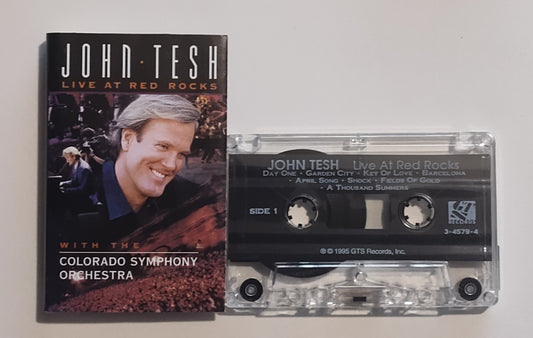 JOHN · TESH
LIVE AT RED ROCKS
WITH THE
COLORADO SYMPHONY
ORCHESTRA
JOHN TESH Live At Red Rocks
DAY ONE · GARDEN CITY · KEY OF LOVE · BARCELONA
· APRIL SONG · SHOCK · FIELDS OF GOLD
· A THOUSAND SUMMERS
SIDE 1
RECORDS
3-4579-4
℗ © 1995 GTS Records, Inc.